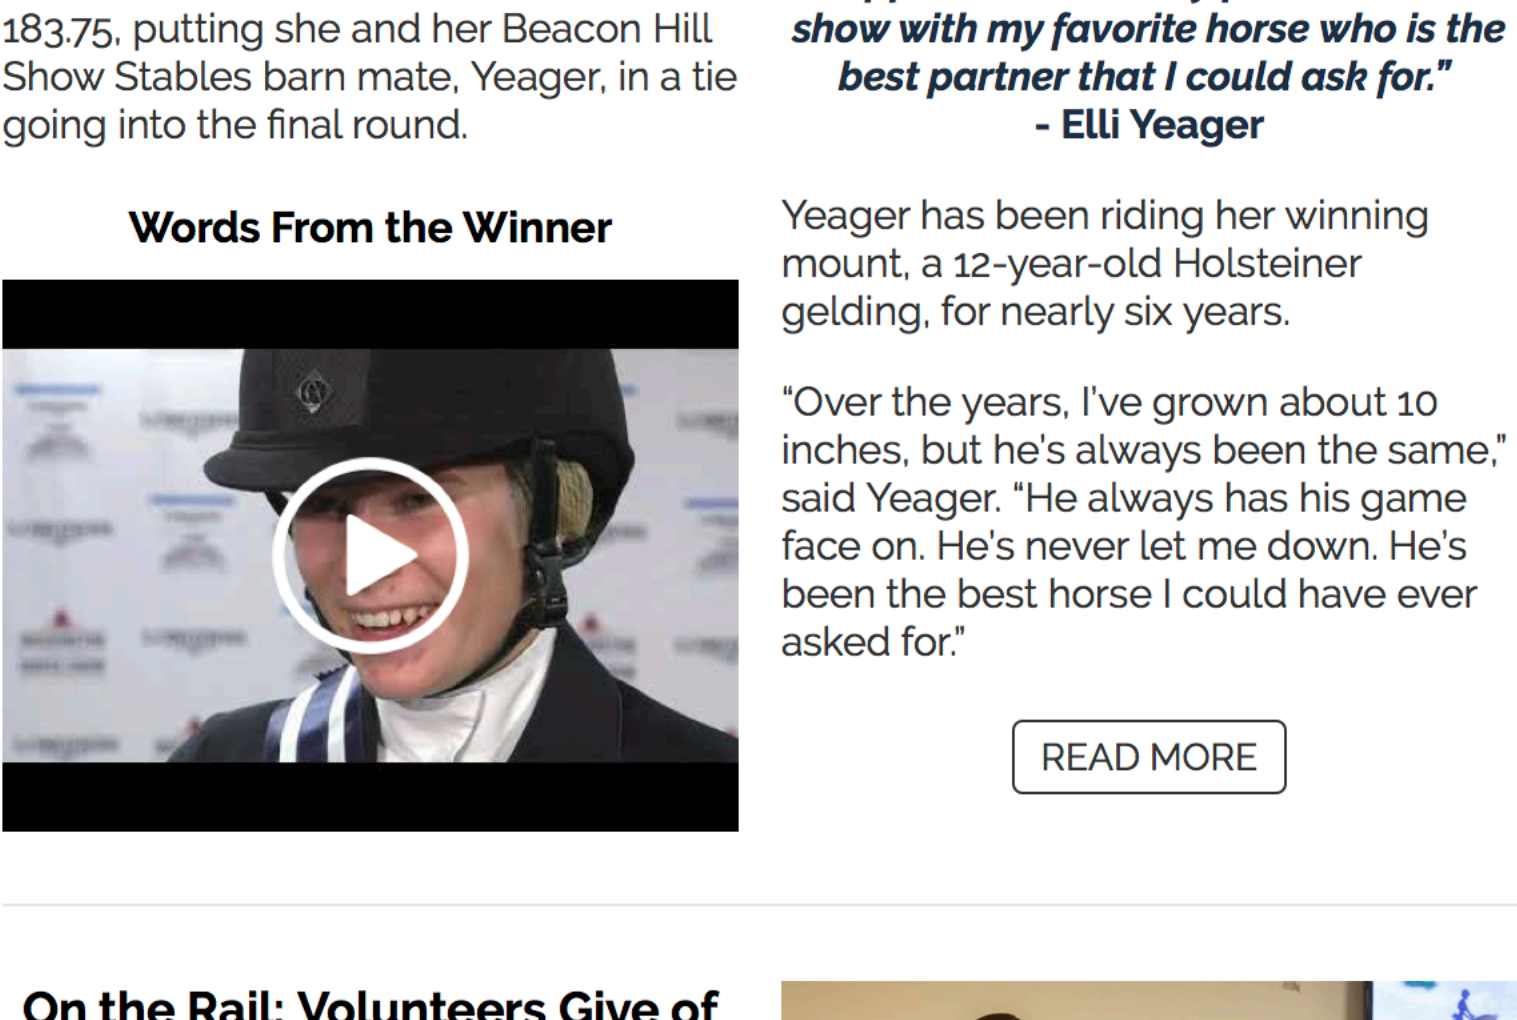 183.75, putting she and her Beacon Hill
Show Stables barn mate, Yeager, in a tie
going into the final round.
Words From the Winner
show with my favorite horse who is the
best partner that I could ask for.”
- Elli Yeager
Yeager has been riding her winning
mount, a 12-year-old Holsteiner
gelding, for nearly six years.
“Over the years, I’ve grown about 10
inches, but he’s always been the same,”
said Yeager. “He always has his game
face on. He’s never let me down. He’s
been the best horse I could have ever
asked for.”
READ MORE
On the Rail: Volunteers Give of